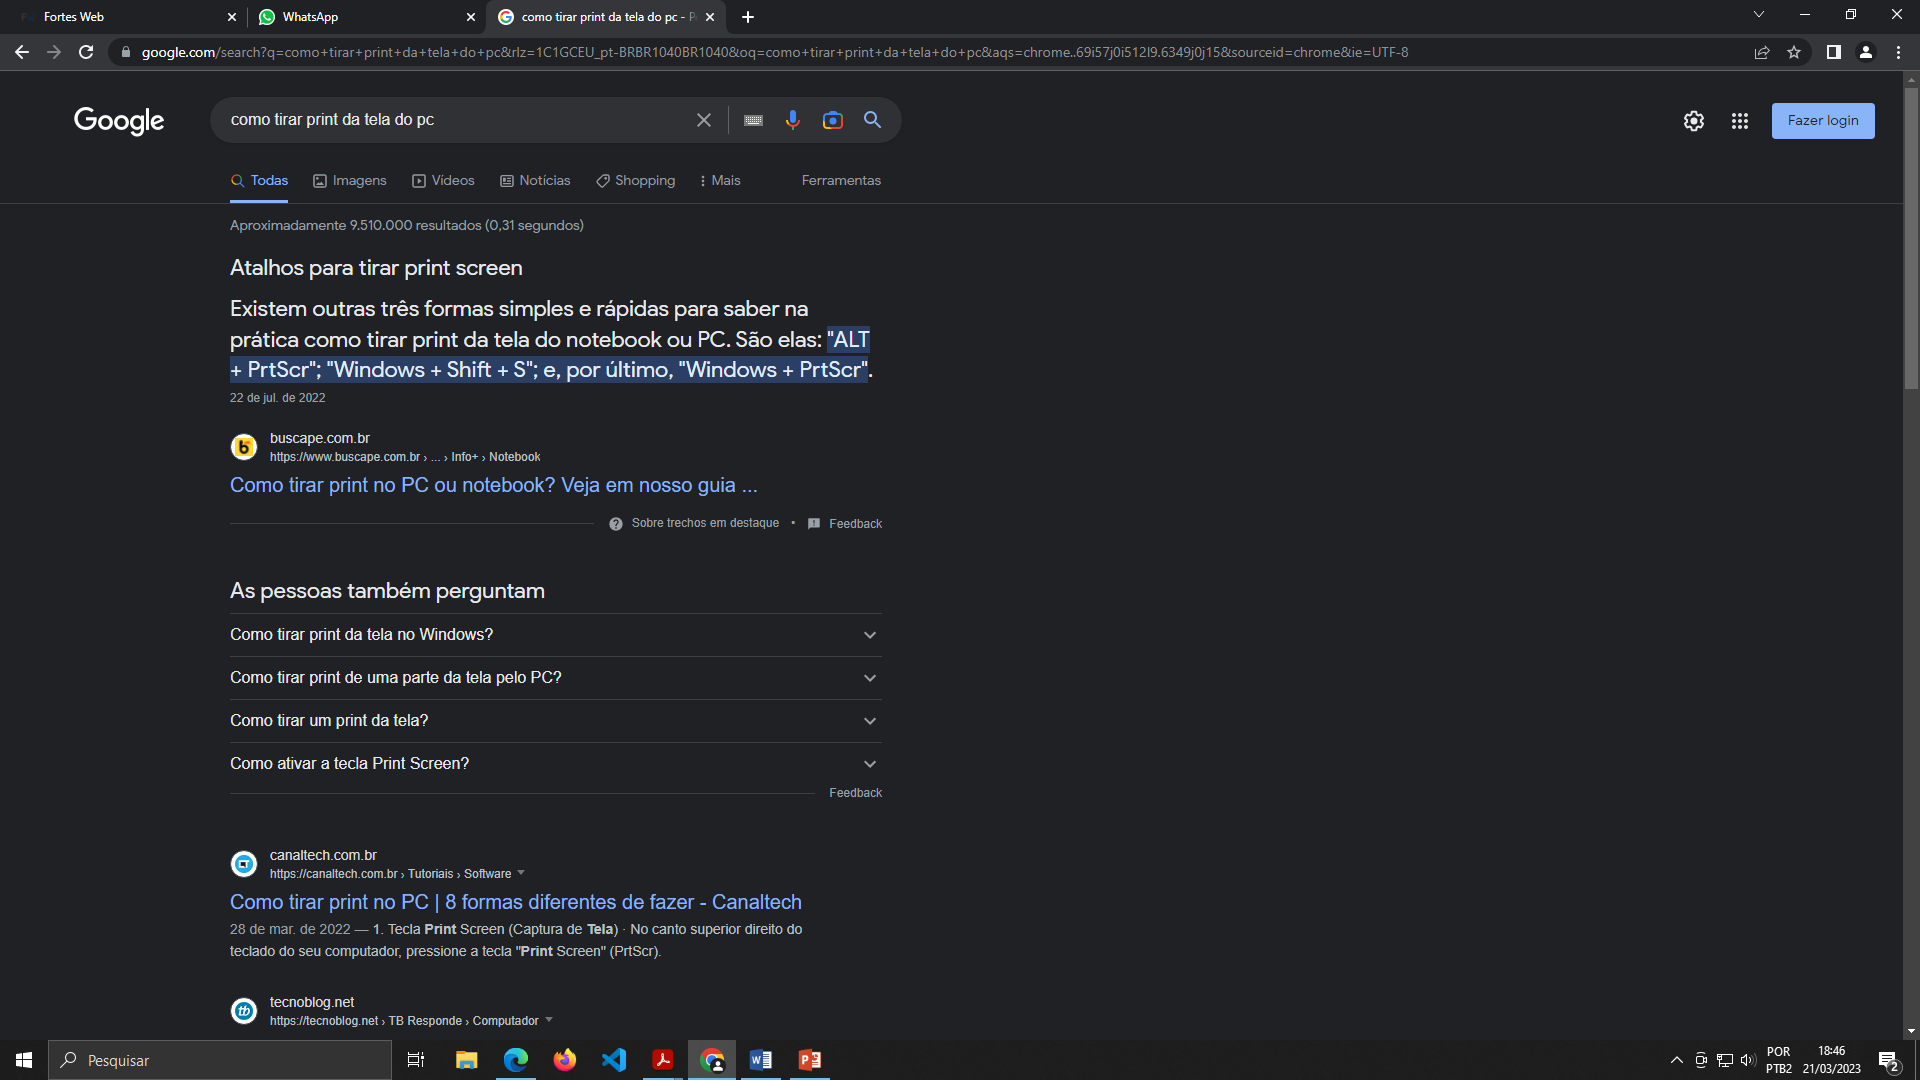 Fortes Web
WhatsApp
como tirar print da tela do pc - P
google.com/search?q=como+tirar+print+da+tela+do+pc&rlz=1C1GCEU_pt-BRBR1040BR1040&oq=como+tirar+print+da+tela+do+pc&aqs=chrome..69i57j0i512l9.6349j0j15&sourceid=chrome&ie=UTF-8
Google
como tirar print da tela do pc
Fazer login
Todas Imagens Vídeos Notícias Shopping Mais Ferramentas
Aproximadamente 9.510.000 resultados (0,31 segundos)
Atalhos para tirar print screen
Existem outras três formas simples e rápidas para saber na
prática como tirar print da tela do notebook ou PC. São elas: "ALT
+ PrtScr"; "Windows + Shift + S"; e, por último, "Windows + PrtScr".
22 de jul. de 2022
buscape.com.br
https://www.buscape.com.br › ... › Info+ › Notebook
Como tirar print no PC ou notebook? Veja em nosso guia ...
Sobre trechos em destaque • Feedback
As pessoas também perguntam
Como tirar print da tela no Windows?
Como tirar print de uma parte da tela pelo PC?
Como tirar um print da tela?
Como ativar a tecla Print Screen?
Feedback
canaltech.com.br
https://canaltech.com.br › Tutoriais › Software
Como tirar print no PC | 8 formas diferentes de fazer - Canaltech
28 de mar. de 2022 — 1. Tecla Print Screen (Captura de Tela) · No canto superior direito do
teclado do seu computador, pressione a tecla "Print Screen" (PrtScr).
tecnoblog.net
https://tecnoblog.net › TB Responde › Computador
Pesquisar
POR
PTB2
18:46
21/03/2023
2